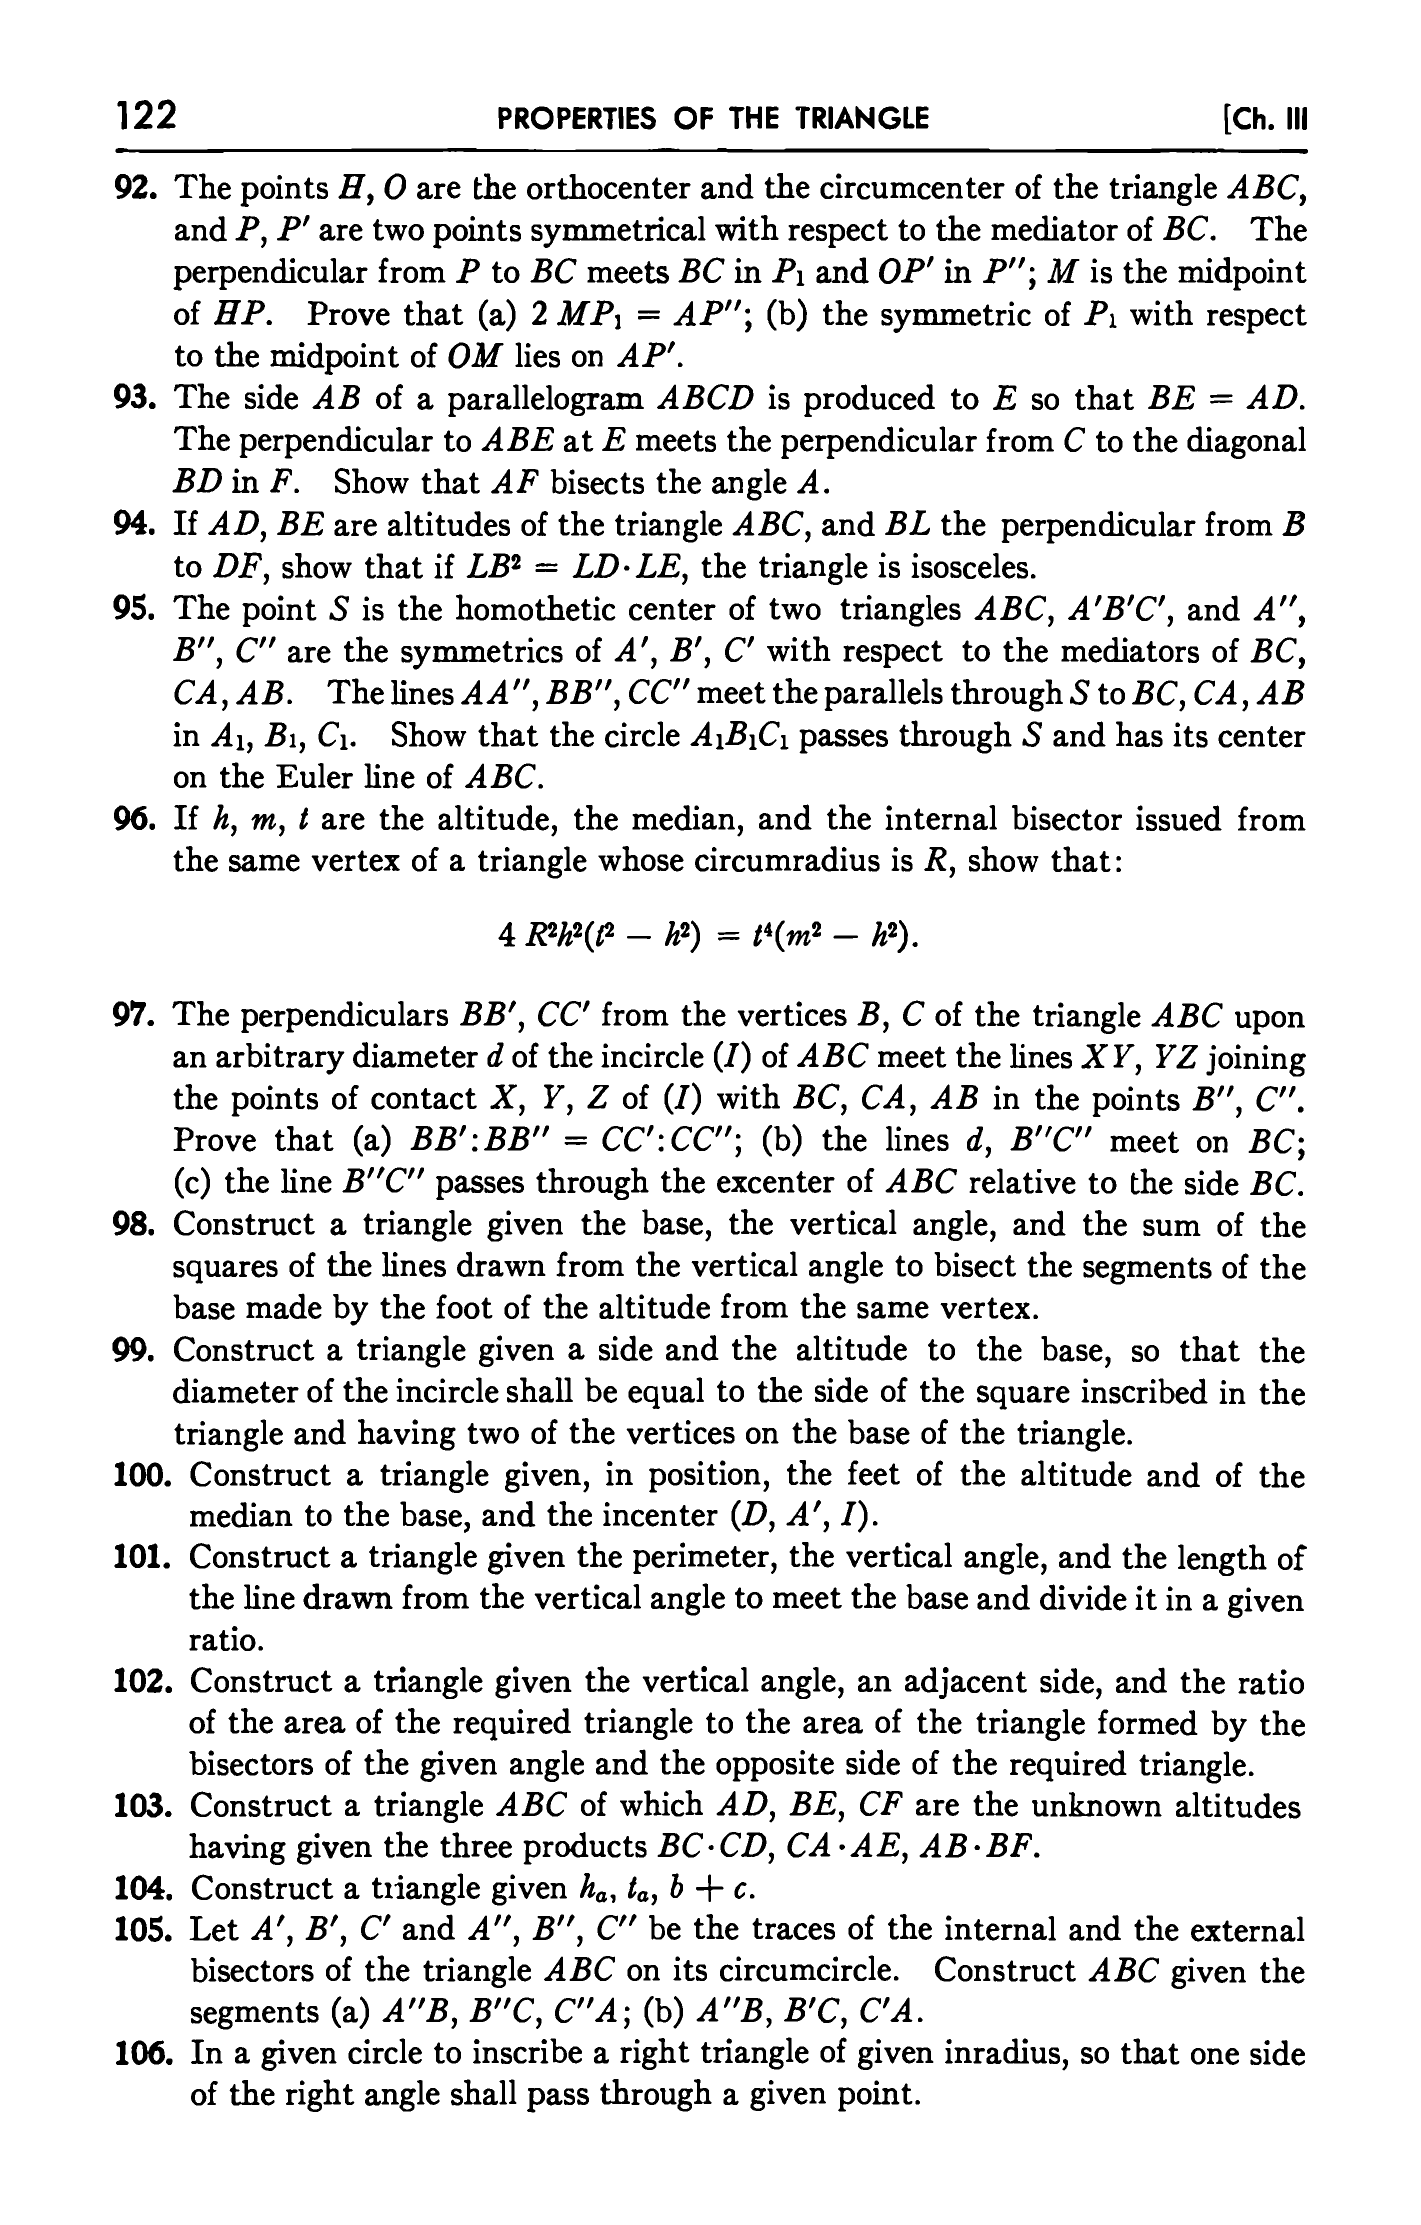 122 PROPERTIES OF THE TRIANGLE [Ch. III
92. The points H, O are the orthocenter and the circumcenter of the triangle ABC,
and P, P′ are two points symmetrical with respect to the mediator of BC. The
perpendicular from P to BC meets BC in P₁ and OP′ in P″; M is the midpoint
of HP. Prove that (a) 2 MP₁ = AP″; (b) the symmetric of P₁ with respect
to the midpoint of OM lies on AP′.
93. The side AB of a parallelogram ABCD is produced to E so that BE = AD.
The perpendicular to ABE at E meets the perpendicular from C to the diagonal
BD in F. Show that AF bisects the angle A.
94. If AD, BE are altitudes of the triangle ABC, and BL the perpendicular from B
to DF, show that if LB² = LD·LE, the triangle is isosceles.
95. The point S is the homothetic center of two triangles ABC, A′B′C′, and A″,
B″, C″ are the symmetrics of A′, B′, C′ with respect to the mediators of BC,
CA, AB. The lines AA″, BB″, CC″ meet the parallels through S to BC, CA, AB
in A₁, B₁, C₁. Show that the circle A₁B₁C₁ passes through S and has its center
on the Euler line of ABC.
96. If h, m, t are the altitude, the median, and the internal bisector issued from
the same vertex of a triangle whose circumradius is R, show that:
4 R²h²(t² − h²) = t⁴(m² − h²).
97. The perpendiculars BB′, CC′ from the vertices B, C of the triangle ABC upon
an arbitrary diameter d of the incircle (I) of ABC meet the lines XY, YZ joining
the points of contact X, Y, Z of (I) with BC, CA, AB in the points B″, C″.
Prove that (a) BB′:BB″ = CC′:CC″; (b) the lines d, B″C″ meet on BC;
(c) the line B″C″ passes through the excenter of ABC relative to the side BC.
98. Construct a triangle given the base, the vertical angle, and the sum of the
squares of the lines drawn from the vertical angle to bisect the segments of the
base made by the foot of the altitude from the same vertex.
99. Construct a triangle given a side and the altitude to the base, so that the
diameter of the incircle shall be equal to the side of the square inscribed in the
triangle and having two of the vertices on the base of the triangle.
100. Construct a triangle given, in position, the feet of the altitude and of the
median to the base, and the incenter (D, A′, I).
101. Construct a triangle given the perimeter, the vertical angle, and the length of
the line drawn from the vertical angle to meet the base and divide it in a given
ratio.
102. Construct a triangle given the vertical angle, an adjacent side, and the ratio
of the area of the required triangle to the area of the triangle formed by the
bisectors of the given angle and the opposite side of the required triangle.
103. Construct a triangle ABC of which AD, BE, CF are the unknown altitudes
having given the three products BC·CD, CA·AE, AB·BF.
104. Construct a triangle given hₐ, tₐ, b + c.
105. Let A′, B′, C′ and A″, B″, C″ be the traces of the internal and the external
bisectors of the triangle ABC on its circumcircle. Construct ABC given the
segments (a) A″B, B″C, C″A; (b) A″B, B′C, C′A.
106. In a given circle to inscribe a right triangle of given inradius, so that one side
of the right angle shall pass through a given point.